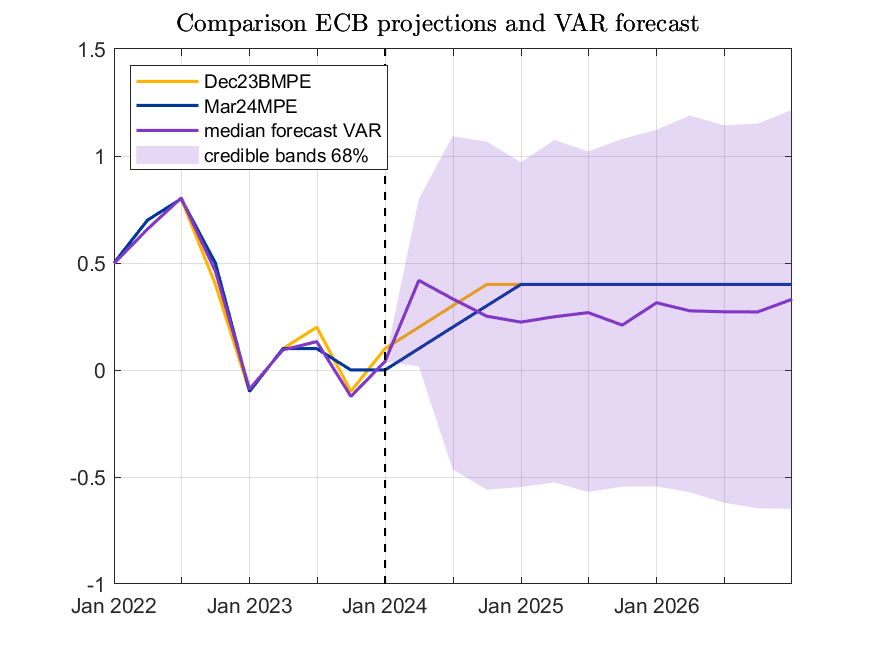 Comparison ECB projections and VAR forecast
1.5
Dec23BMPE
Mar24MPE
median forecast VAR
credible bands 68%
1
0.5
0
-0.5
-1
Jan 2022 Jan 2023 Jan 2024 Jan 2025 Jan 2026